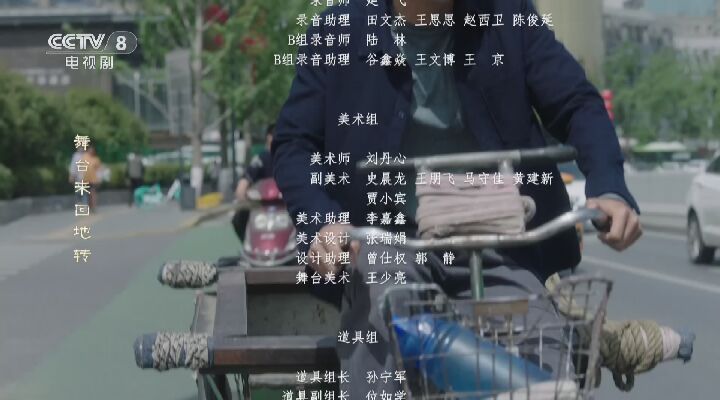 CCTV 8
电视剧
录音助理 田文杰 王思思 赵西卫 陈俊延
B组录音师 陆 林
B组录音助理 谷鑫焱 王文博 王 京
美术组
舞台来回地转
美术师 刘丹心
副美术 史晨龙 王朋飞 马守佳 黄建新
贾小宾
美术助理 李嘉鑫
美术设计 张瑞娟
设计助理 曾仕权 郭 静
舞台美术 王少亮
道具组
道具组长 孙宁军
道具副组长